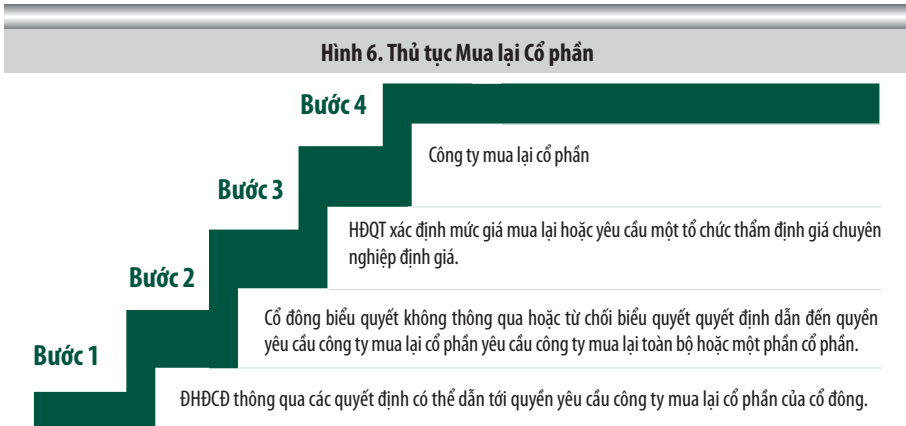 Hình 6. Thủ tục Mua lại Cổ phần
Bước 4
Công ty mua lại cổ phần
Bước 3
HĐQT xác định mức giá mua lại hoặc yêu cầu một tổ chức thẩm định giá chuyên
nghiệp định giá.
Bước 2
Cổ đông biểu quyết không thông qua hoặc từ chối biểu quyết quyết định dẫn đến quyền
yêu cầu công ty mua lại cổ phần yêu cầu công ty mua lại toàn bộ hoặc một phần cổ phần.
Bước 1
ĐHĐCĐ thông qua các quyết định có thể dẫn tới quyền yêu cầu công ty mua lại cổ phần của cổ đông.